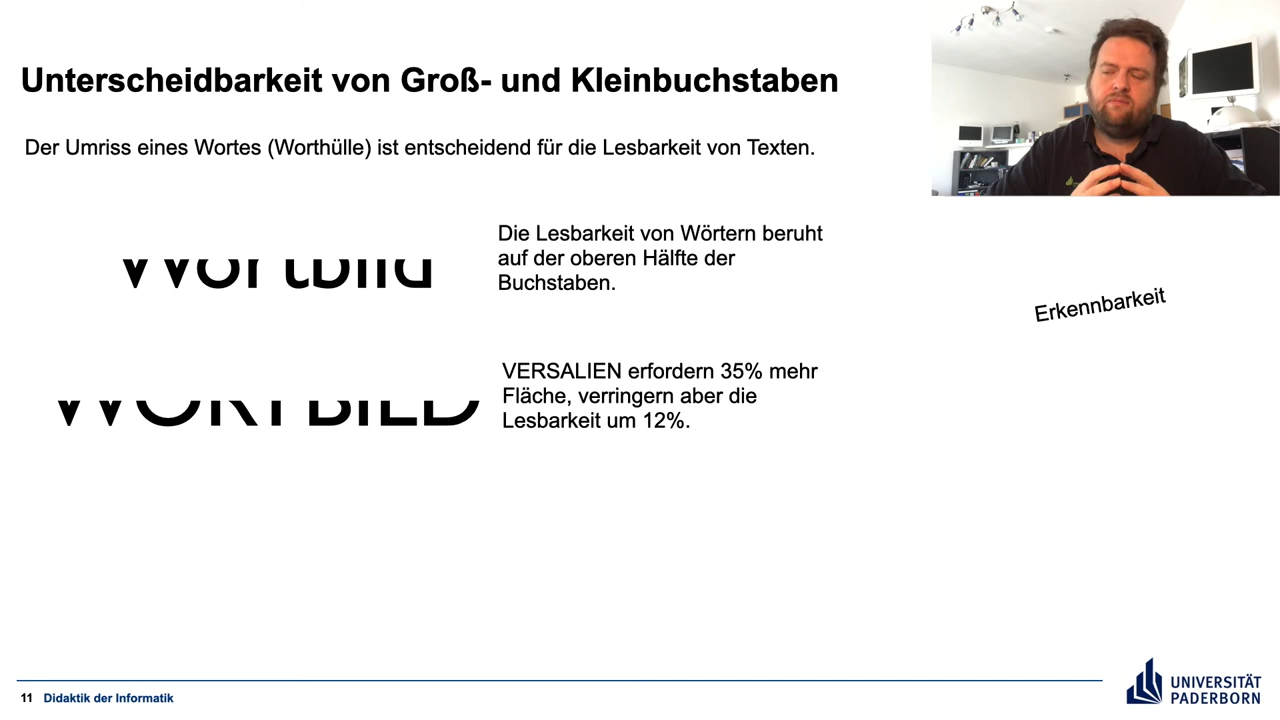 Unterscheidbarkeit von Groß- und Kleinbuchstaben
Der Umriss eines Wortes (Worthülle) ist entscheidend für die Lesbarkeit von Texten.
Wortbild
Die Lesbarkeit von Wörtern beruht
auf der oberen Hälfte der
Buchstaben.
Erkennbarkeit
WORTBILD
VERSALIEN erfordern 35% mehr
Fläche, verringern aber die
Lesbarkeit um 12%.
11 Didaktik der Informatik
UNIVERSITÄT
PADERBORN